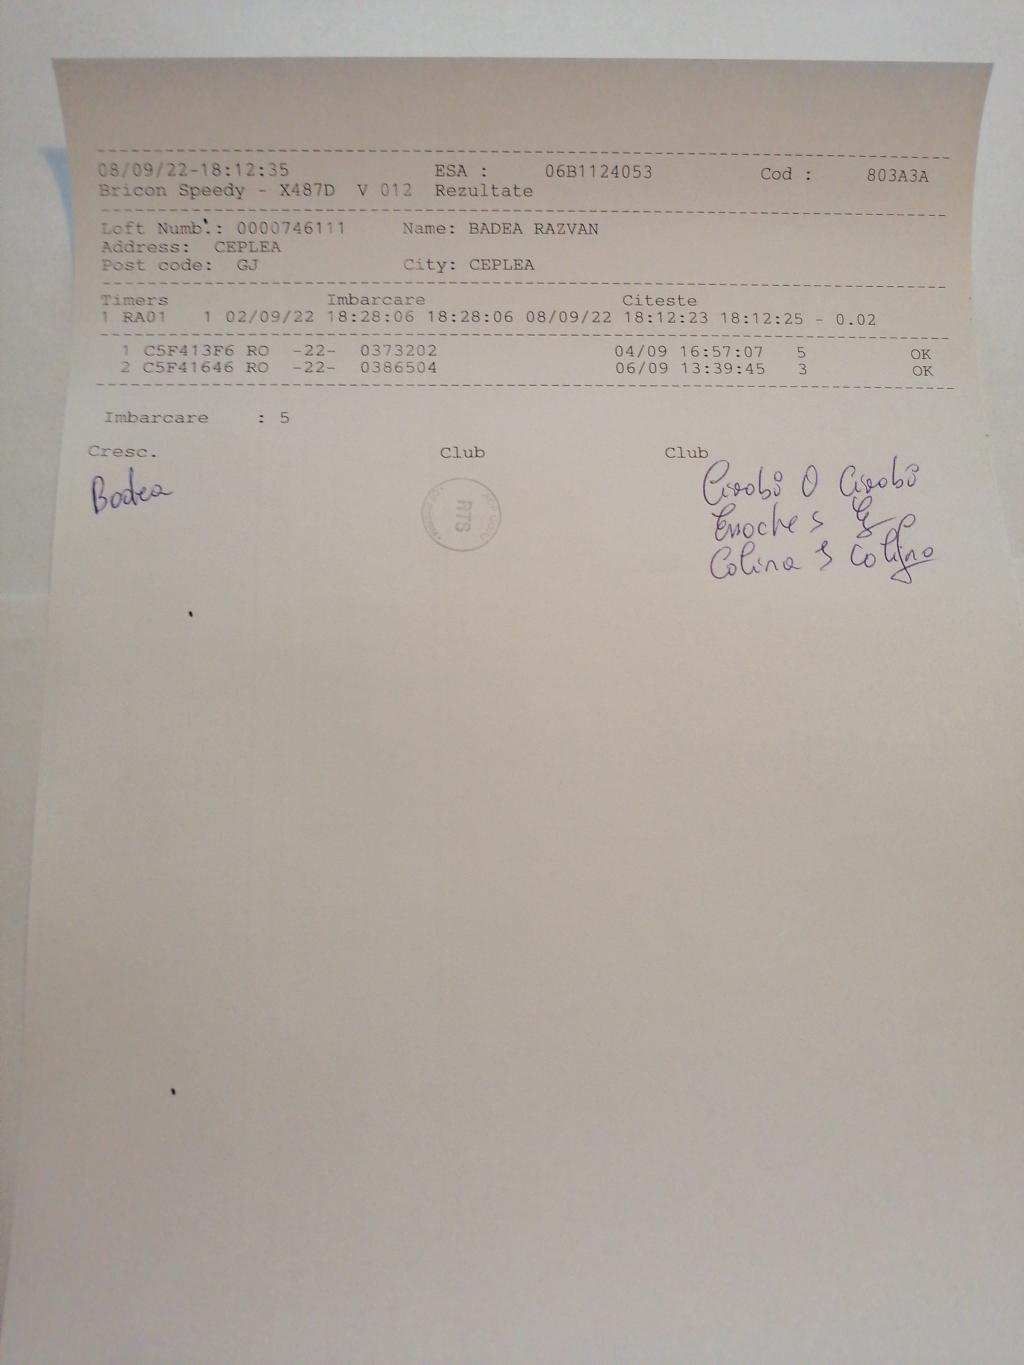 08/09/22-18:12:35 ESA : 06B1124053 Cod : 803A3A
Bricon Speedy - X487D V 012 Rezultate
Loft Numb.: 0000746111 Name: BADEA RAZVAN
Address: CEPLEA
Post code: GJ City: CEPLEA
Timers Imbarcare Citeste
1 RA01 1 02/09/22 18:28:06 18:28:06 08/09/22 18:12:23 18:12:25 - 0.02
1 C5F413F6 RO -22- 0373202 04/09 16:57:07 5 OK
2 C5F41646 RO -22- 0386504 06/09 13:39:45 3 OK
Imbarcare : 5
Cresc. Club Club
Badea
RTS
Colina S